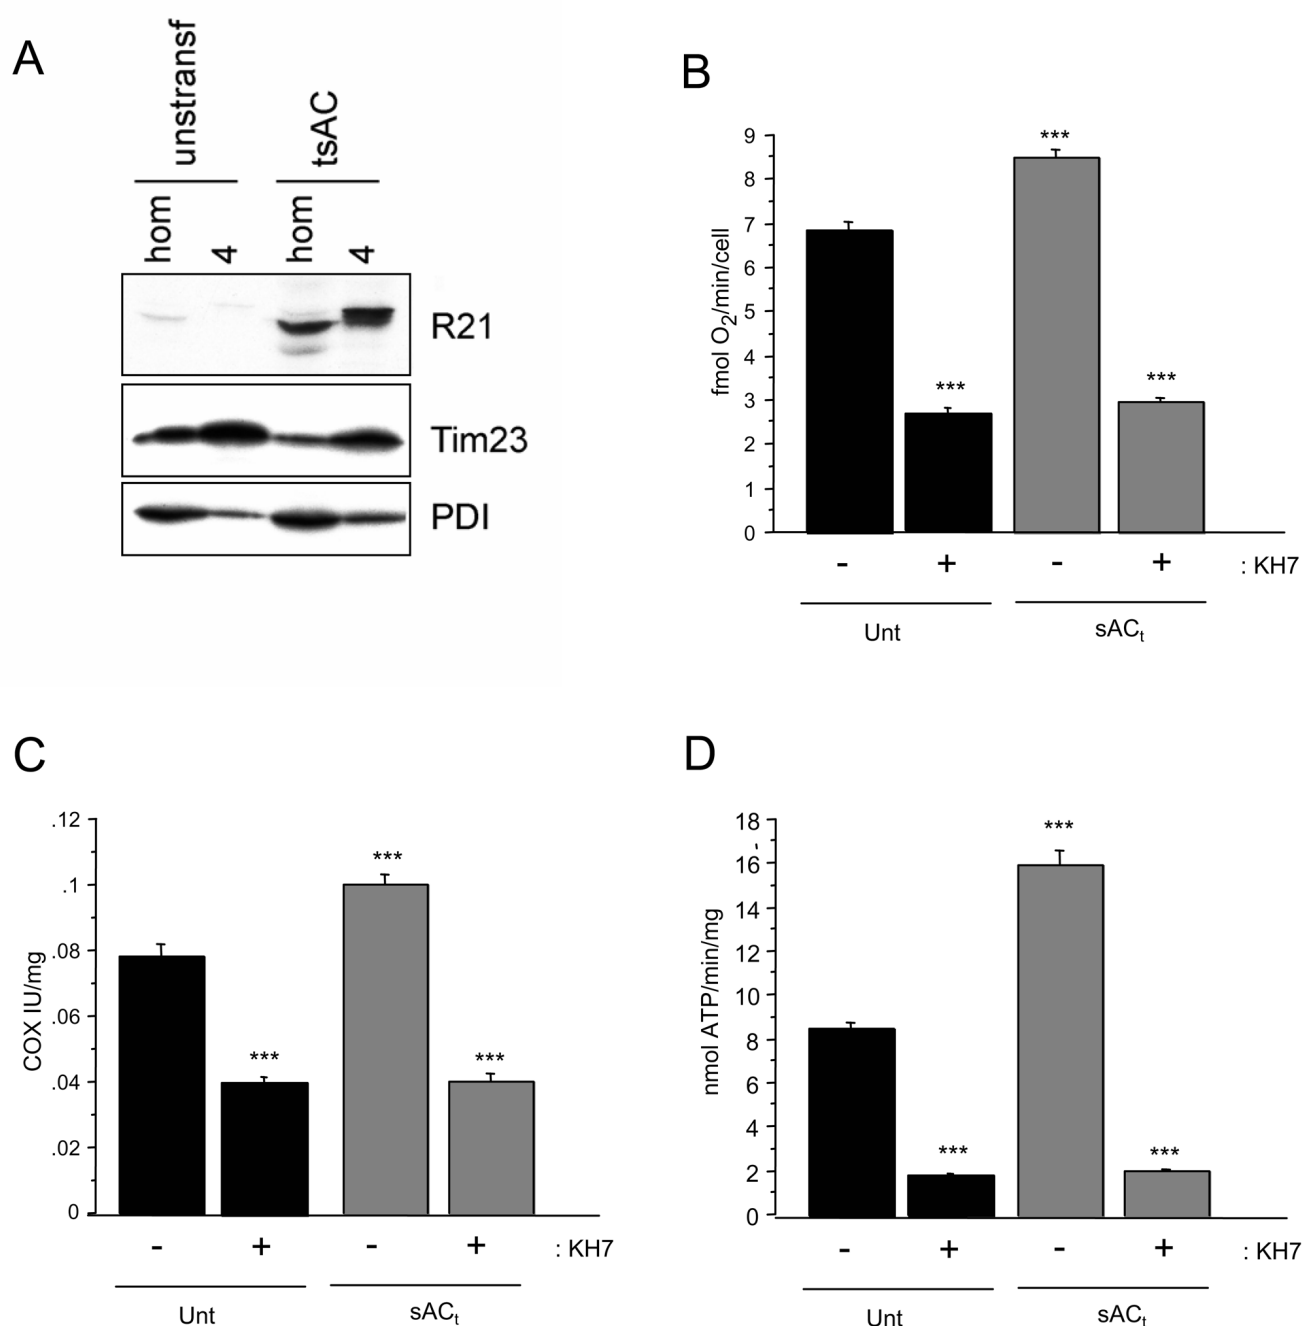 A
unstransf
tsAC
hom
4
hom
4
R21
Tim23
PDI
B
fmol O2/min/cell
9
8
7
6
5
4
3
2
1
0
***
***
***
- + - + : KH7
Unt sACt
C
COX IU/mg
.12
.1
.08
.06
.04
.02
0
***
***
***
- + - + : KH7
Unt sACt
D
nmol ATP/min/mg
18
16
14
12
10
8
6
4
2
0
***
***
***
- + - + : KH7
Unt sACt